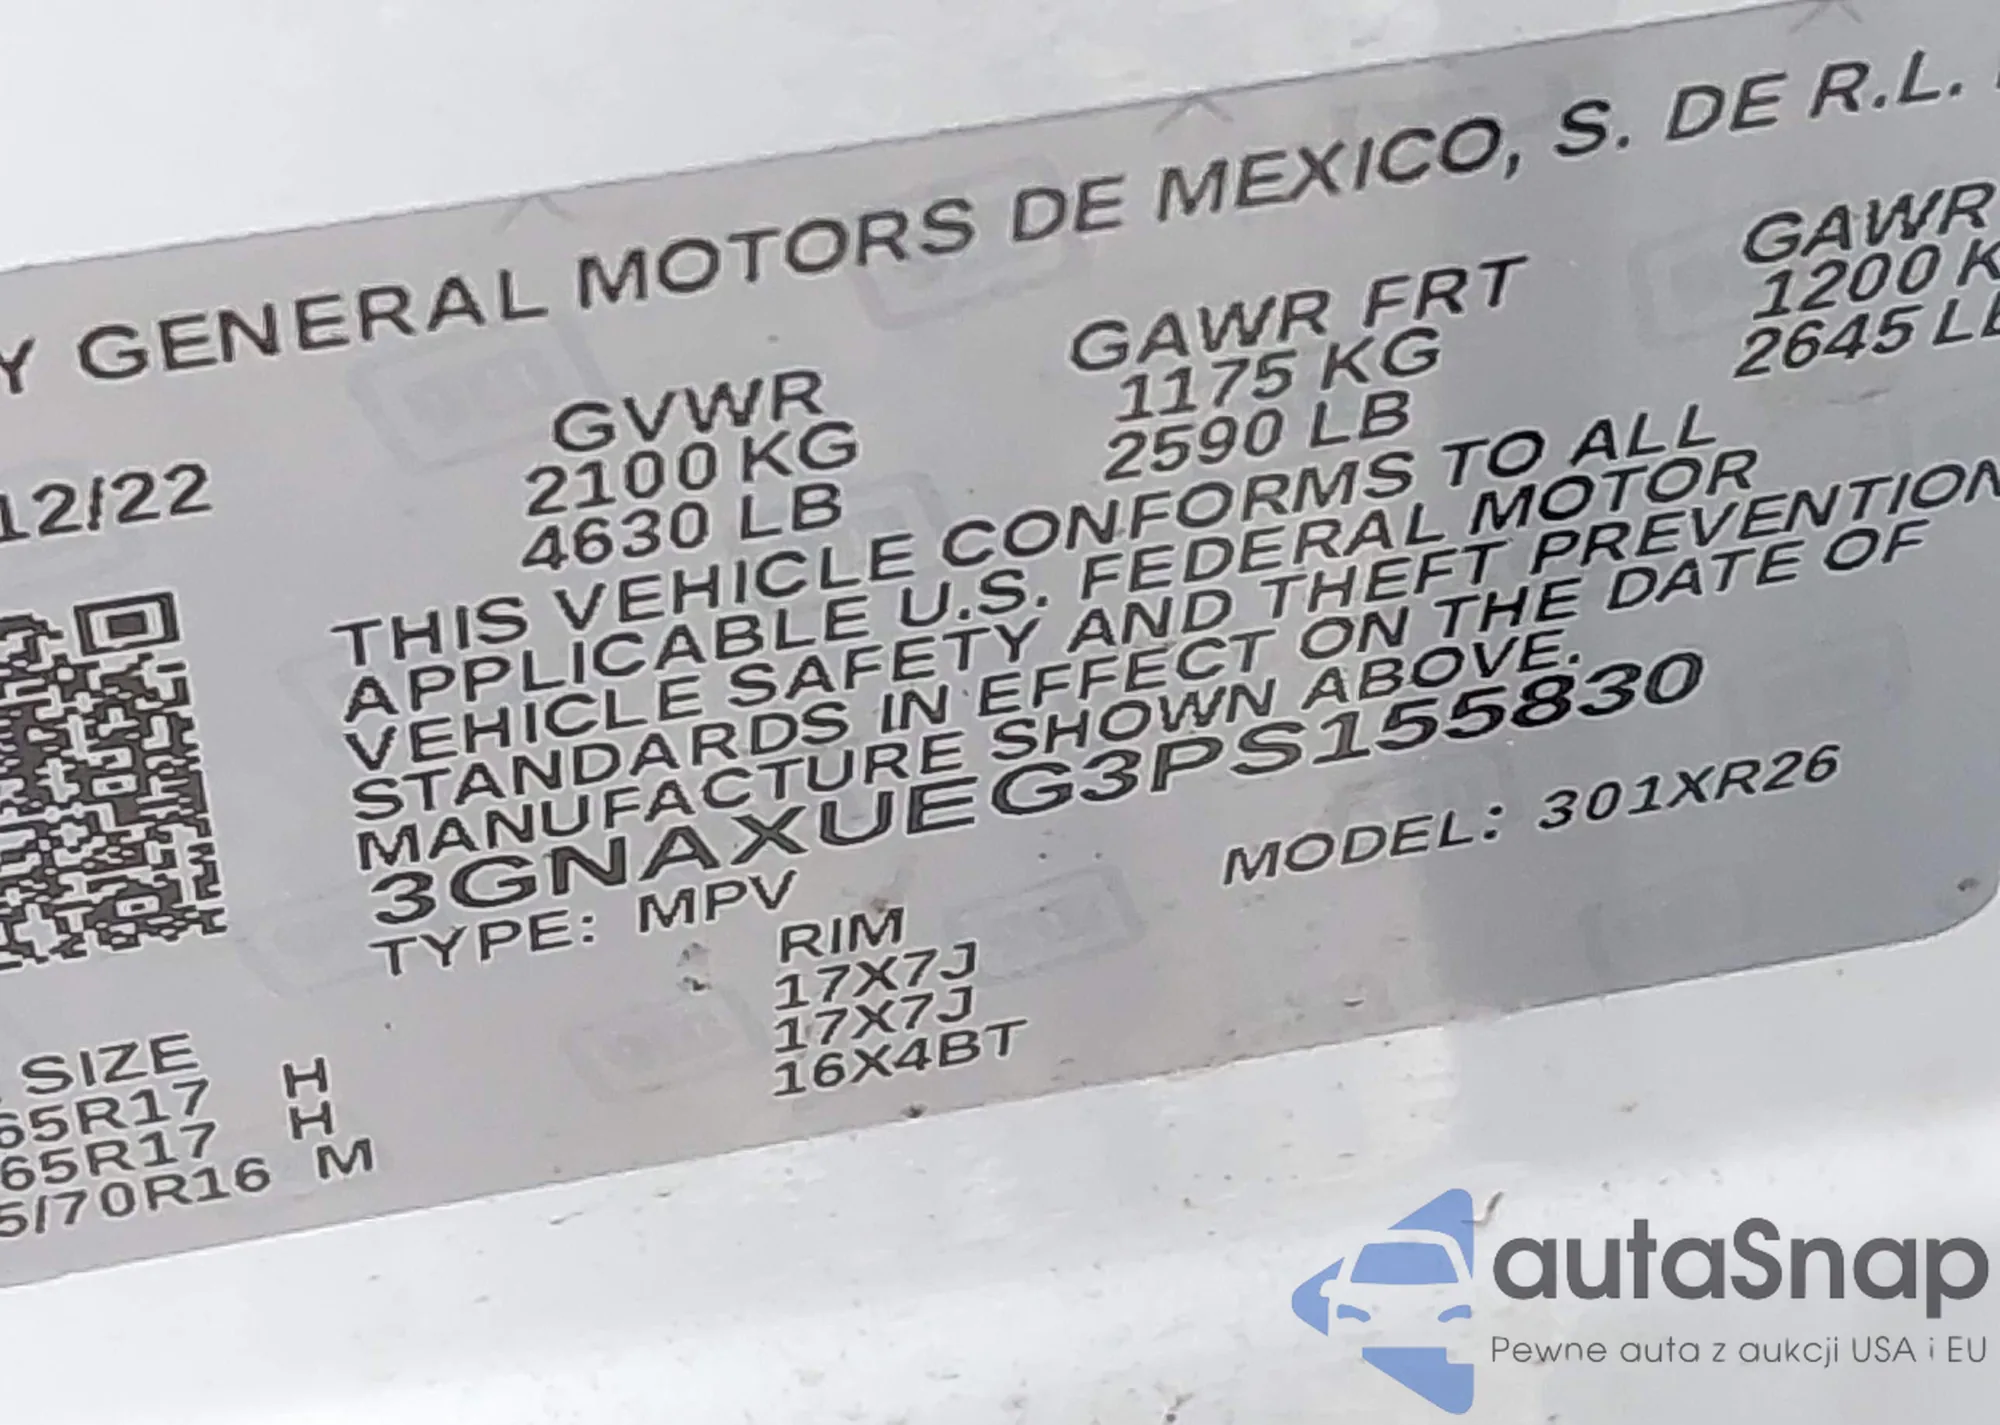 Y GENERAL MOTORS DE MEXICO, S. DE R.L.
12/22
GVWR
2100 KG
4630 LB
GAWR FRT
1175 KG
2590 LB
GAWR
1200 K
2645 LB
THIS VEHICLE CONFORMS TO ALL
APPLICABLE U.S. FEDERAL MOTOR
VEHICLE SAFETY AND THEFT PREVENTION
STANDARDS IN EFFECT ON THE DATE OF
MANUFACTURE SHOWN ABOVE.
3GNAXUEG3PS155830
TYPE: MPV
MODEL: 301XR26
SIZE
65R17 H
65R17 H
5/70R16 M
RIM
17X7J
17X7J
16X4BT
autaSnap
Pewne auta z aukcji USA i EU